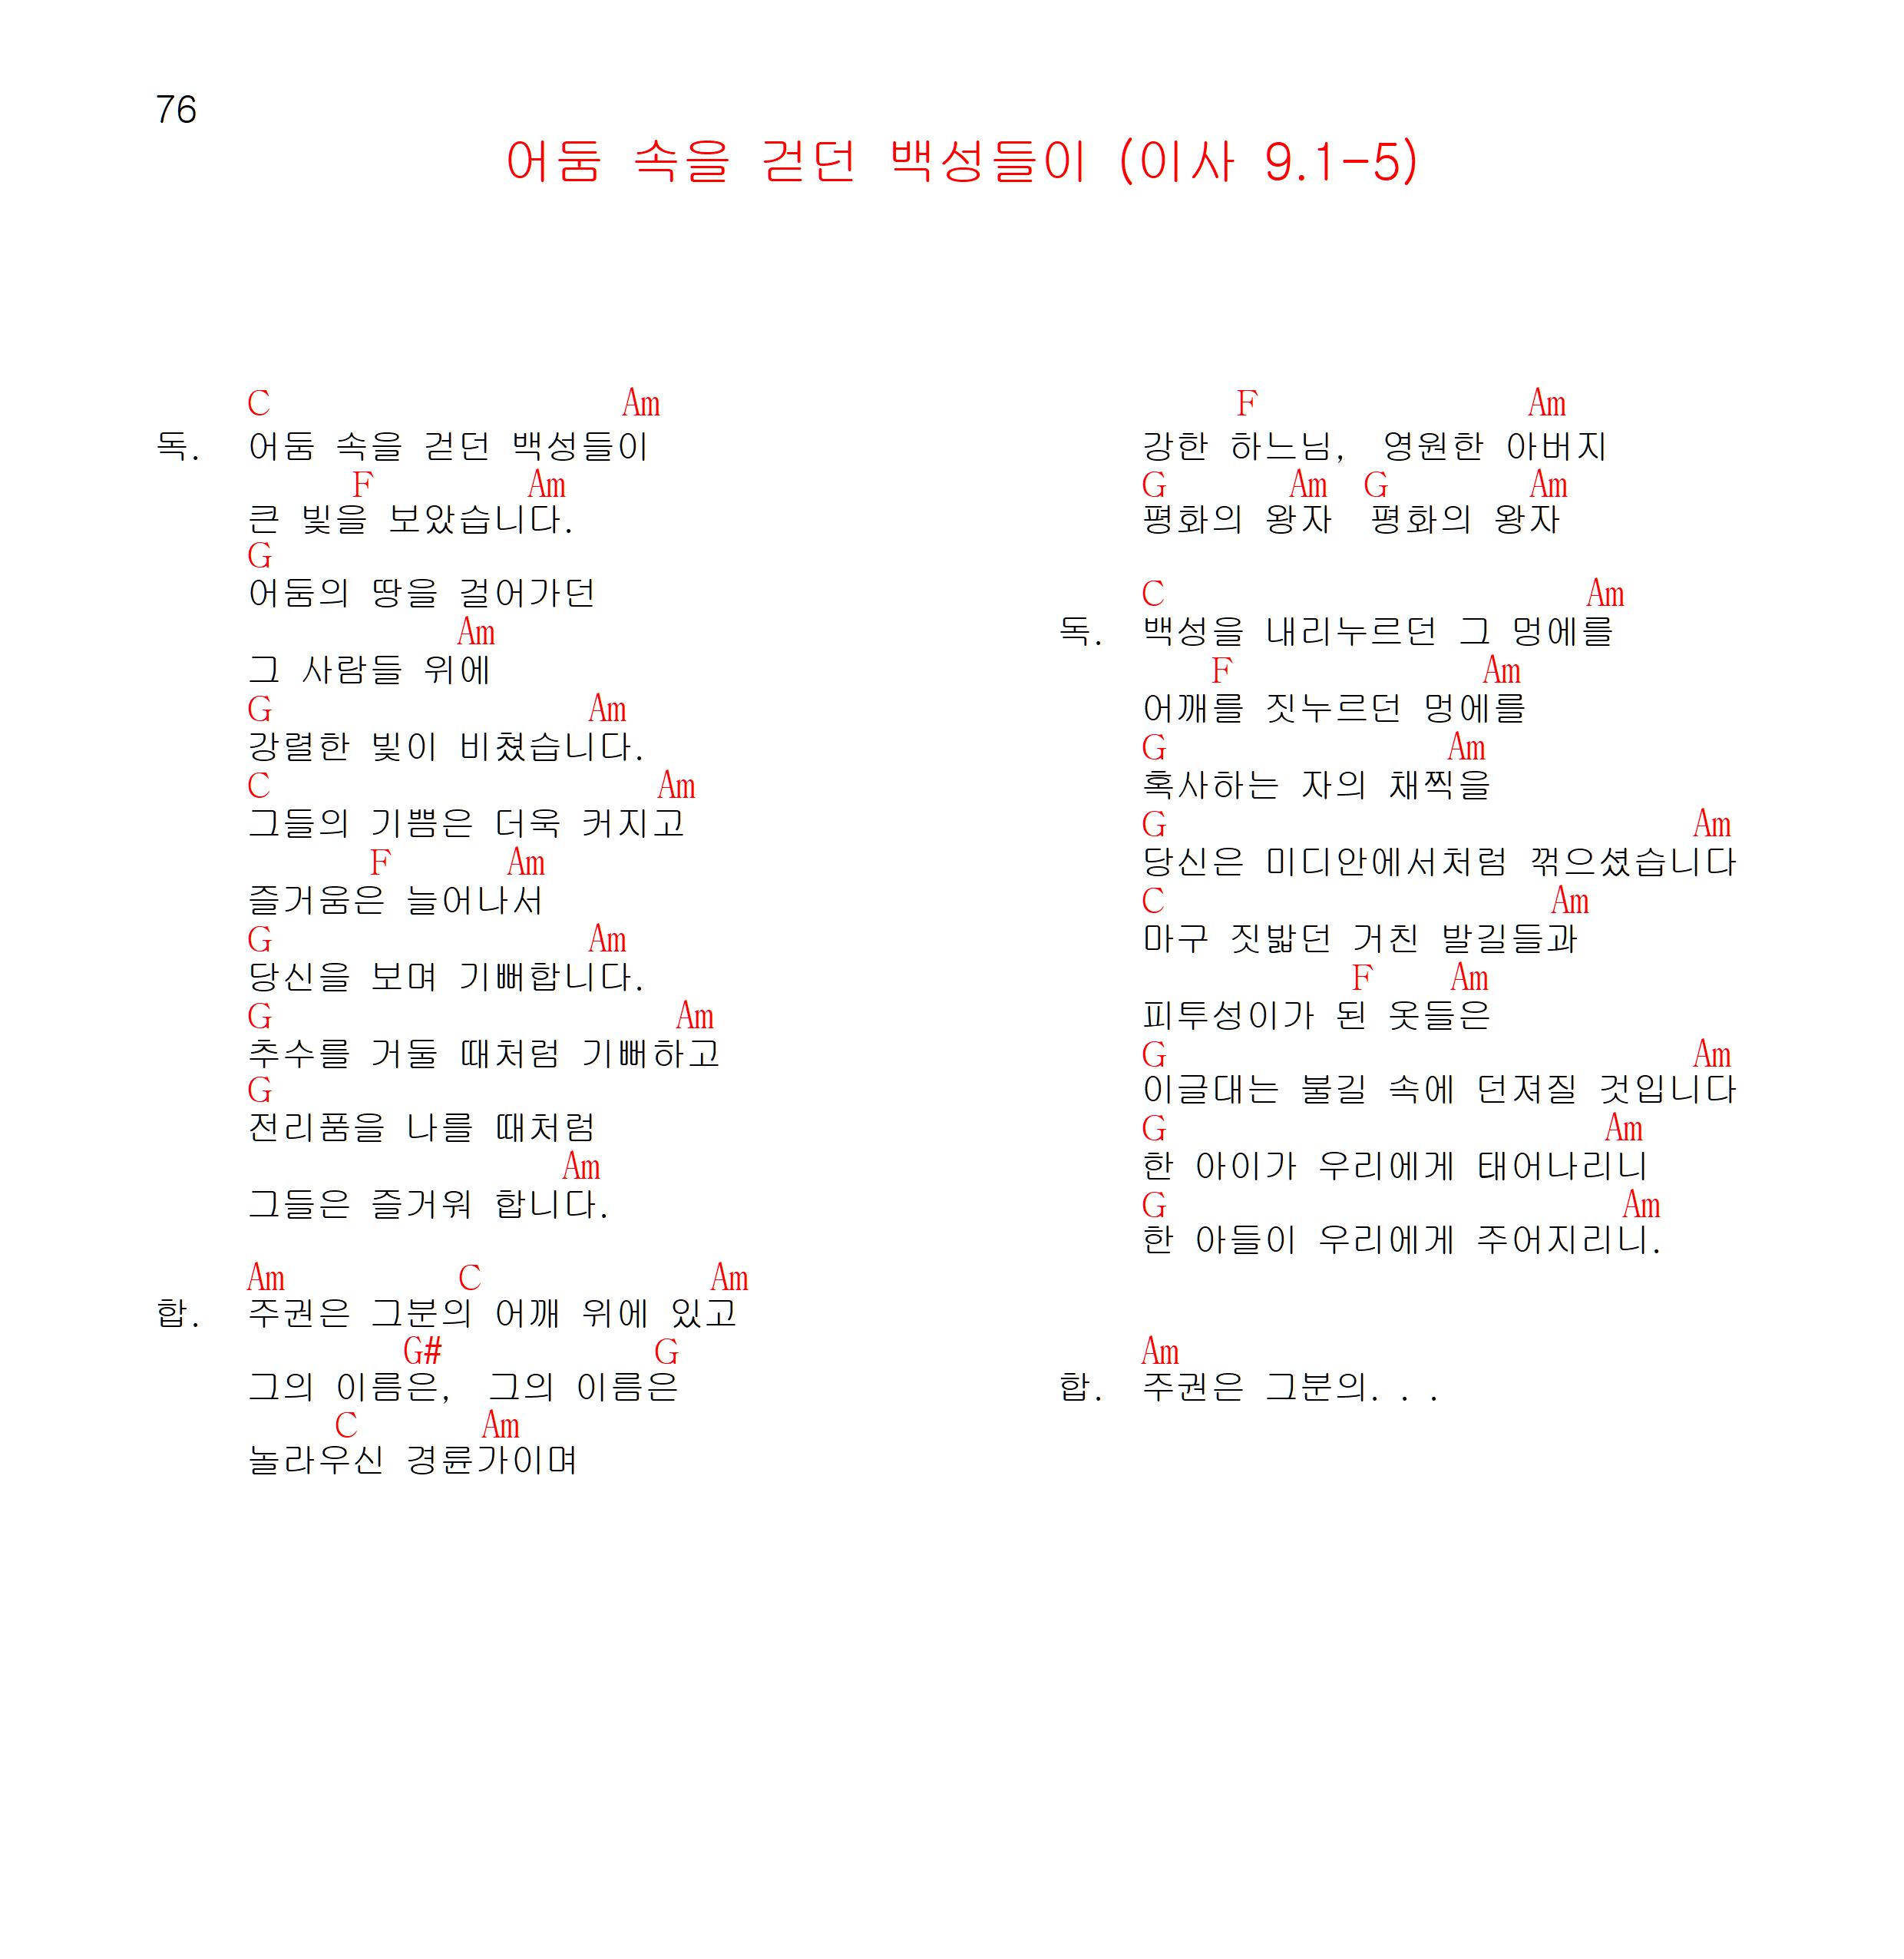 76
어둠 속을 걷던 백성들이 (이사 9.1-5)
C Am
독. 어둠 속을 걷던 백성들이
F Am
큰 빛을 보았습니다.
G
어둠의 땅을 걸어가던
Am
그 사람들 위에
G Am
강렬한 빛이 비쳤습니다.
C Am
그들의 기쁨은 더욱 커지고
F Am
즐거움은 늘어나서
G Am
당신을 보며 기뻐합니다.
G Am
추수를 거둘 때처럼 기뻐하고
G
전리품을 나를 때처럼
Am
그들은 즐거워 합니다.
Am C Am
합. 주권은 그분의 어깨 위에 있고
G# G
그의 이름은, 그의 이름은
C Am
놀라우신 경륜가이며
F Am
강한 하느님, 영원한 아버지
G Am G Am
평화의 왕자 평화의 왕자
C Am
독. 백성을 내리누르던 그 멍에를
F Am
어깨를 짓누르던 멍에를
G Am
혹사하는 자의 채찍을
G Am
당신은 미디안에서처럼 꺾으셨습니다
C Am
마구 짓밟던 거친 발길들과
F Am
피투성이가 된 옷들은
G Am
이글대는 불길 속에 던져질 것입니다
G Am
한 아이가 우리에게 태어나리니
G Am
한 아들이 우리에게 주어지리니.
Am
합. 주권은 그분의. . .